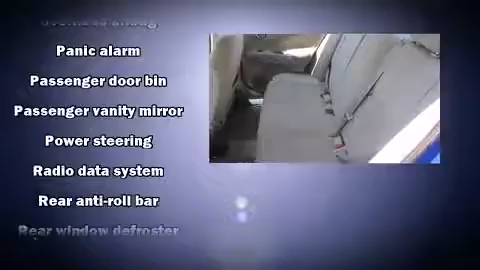 Panic alarm
Passenger door bin
Passenger vanity mirror
Power steering
Radio data system
Rear anti-roll bar
Rear window defroster